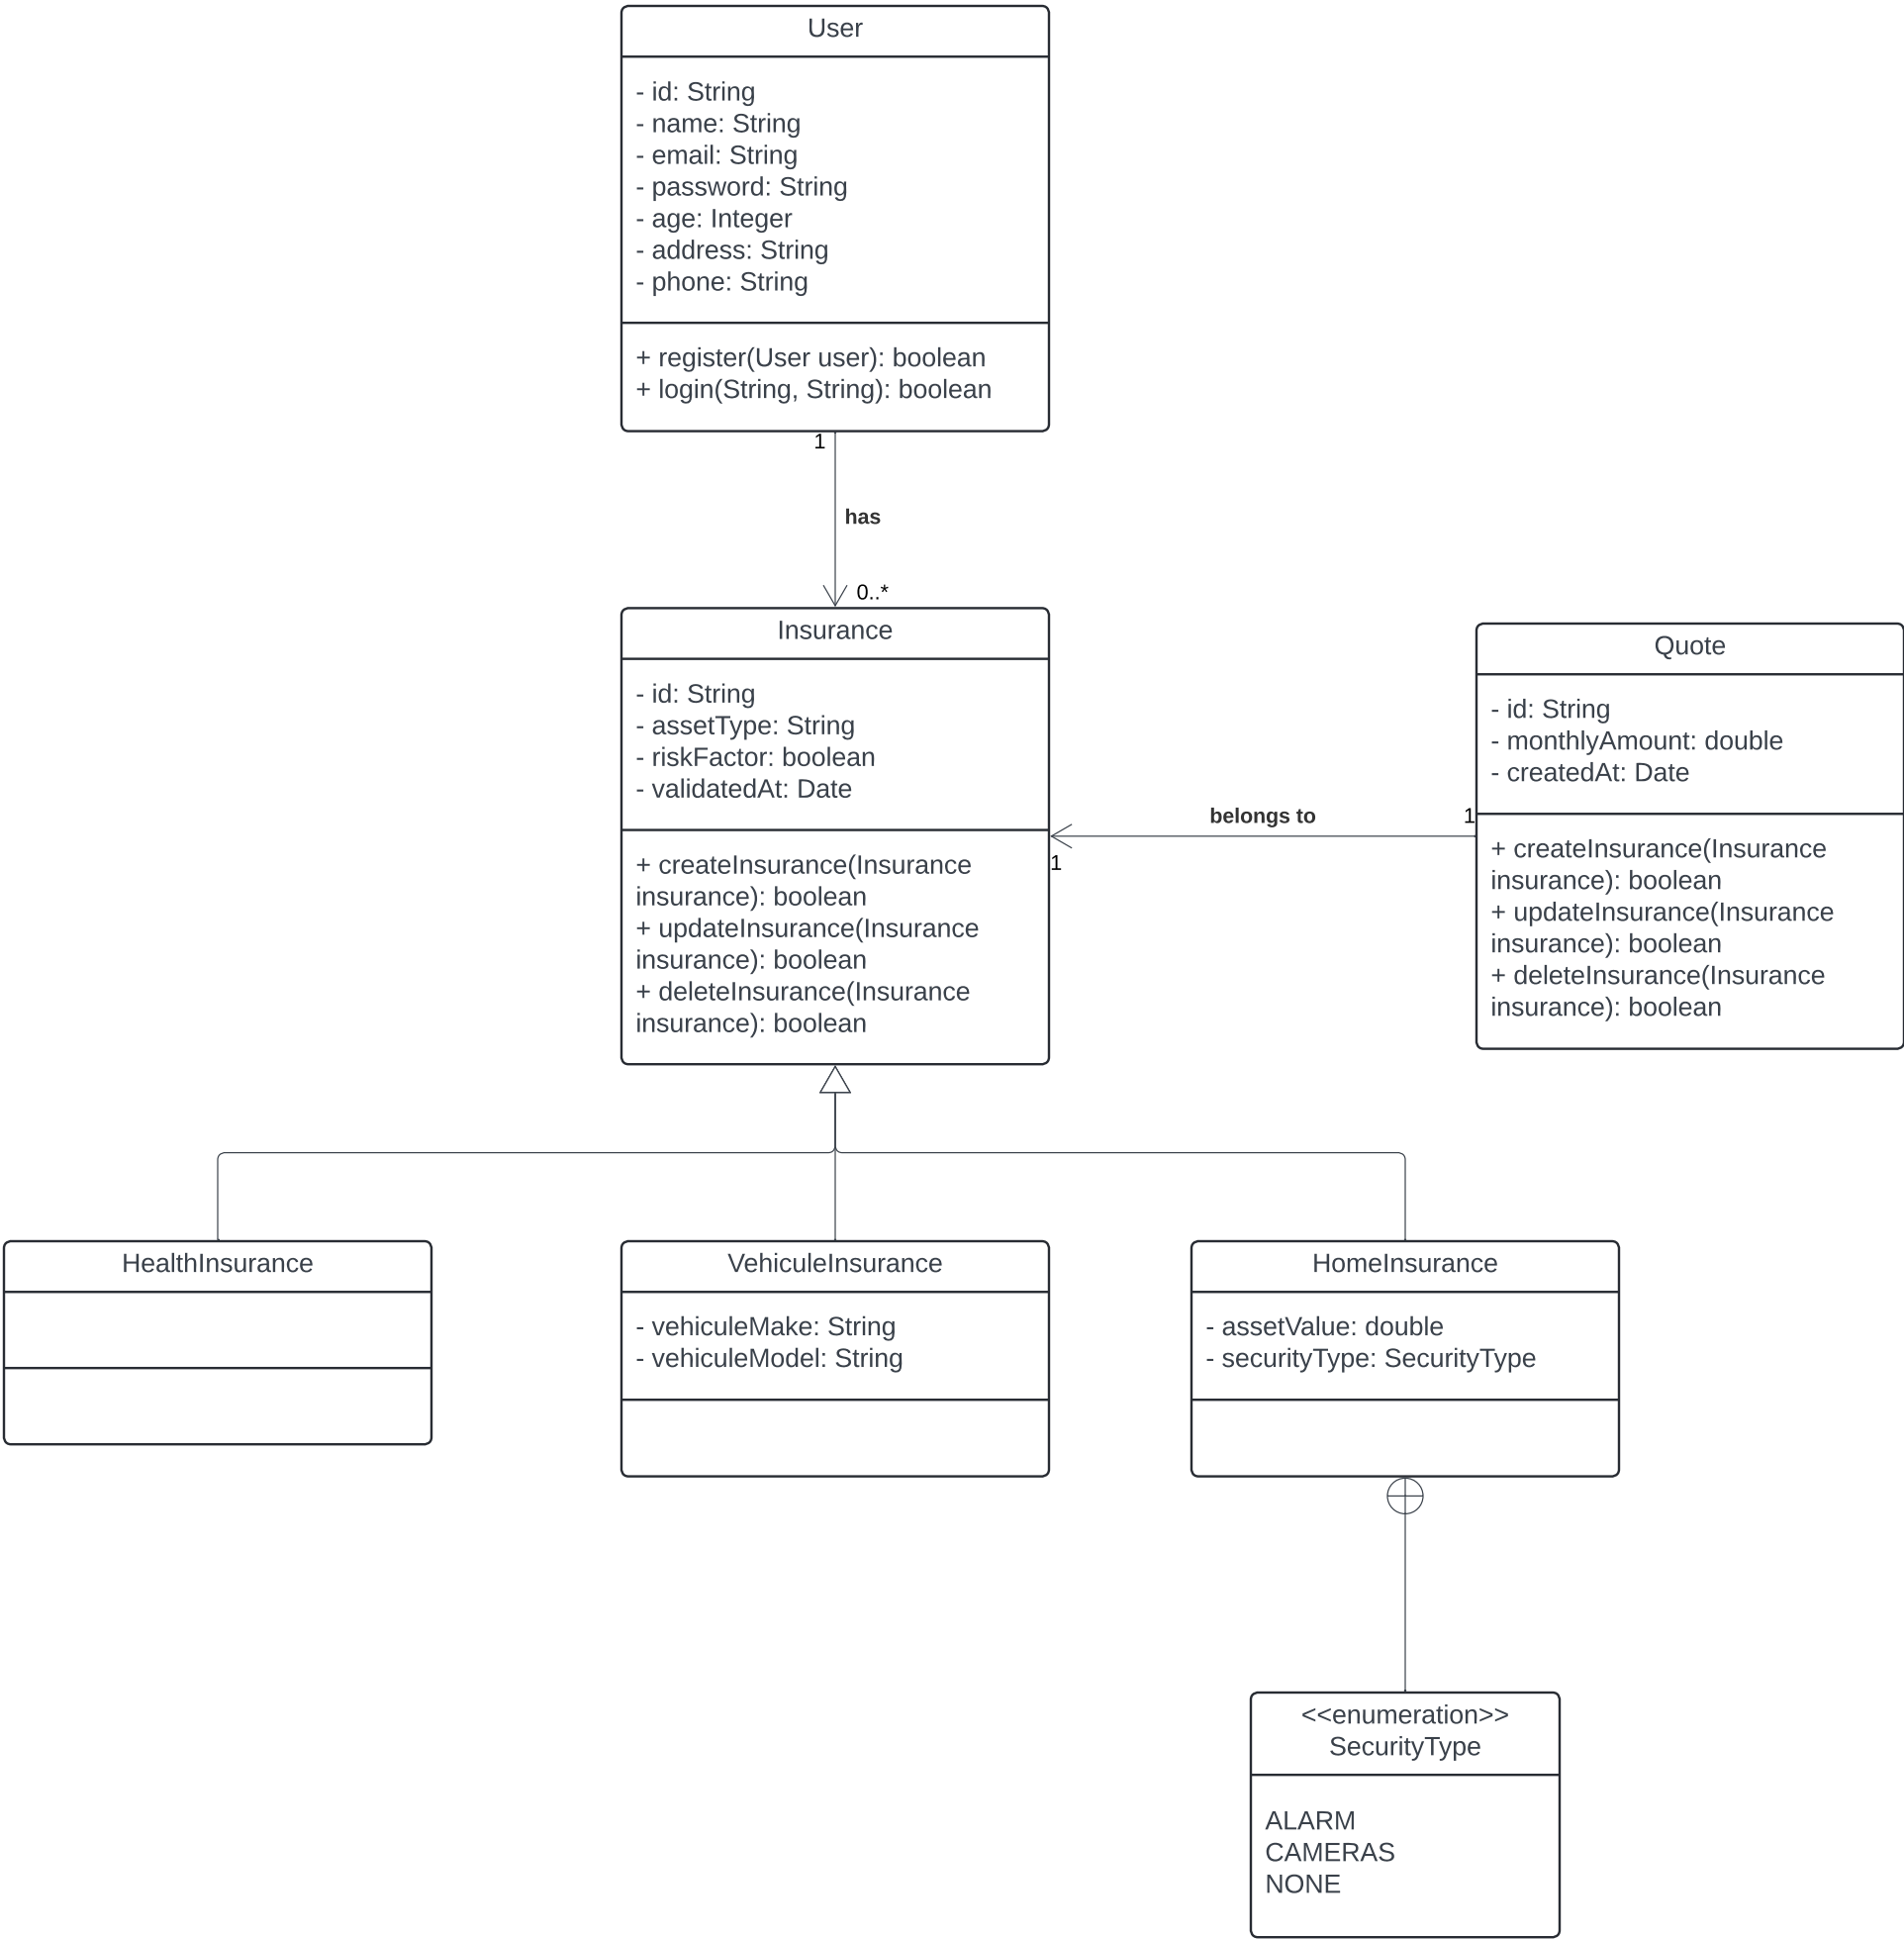 User
- id: String
- name: String
- email: String
- password: String
- age: Integer
- address: String
- phone: String
+ register(User user): boolean
+ login(String, String): boolean
1
has
0..*
Insurance
- id: String
- assetType: String
- riskFactor: boolean
- validatedAt: Date
+ createInsurance(Insurance
insurance): boolean
+ updateInsurance(Insurance
insurance): boolean
+ deleteInsurance(Insurance
insurance): boolean
1
belongs to
1
Quote
- id: String
- monthlyAmount: double
- createdAt: Date
+ createInsurance(Insurance
insurance): boolean
+ updateInsurance(Insurance
insurance): boolean
+ deleteInsurance(Insurance
insurance): boolean
HealthInsurance
VehiculeInsurance
- vehiculeMake: String
- vehiculeModel: String
HomeInsurance
- assetValue: double
- securityType: SecurityType
<<enumeration>>
SecurityType
ALARM
CAMERAS
NONE